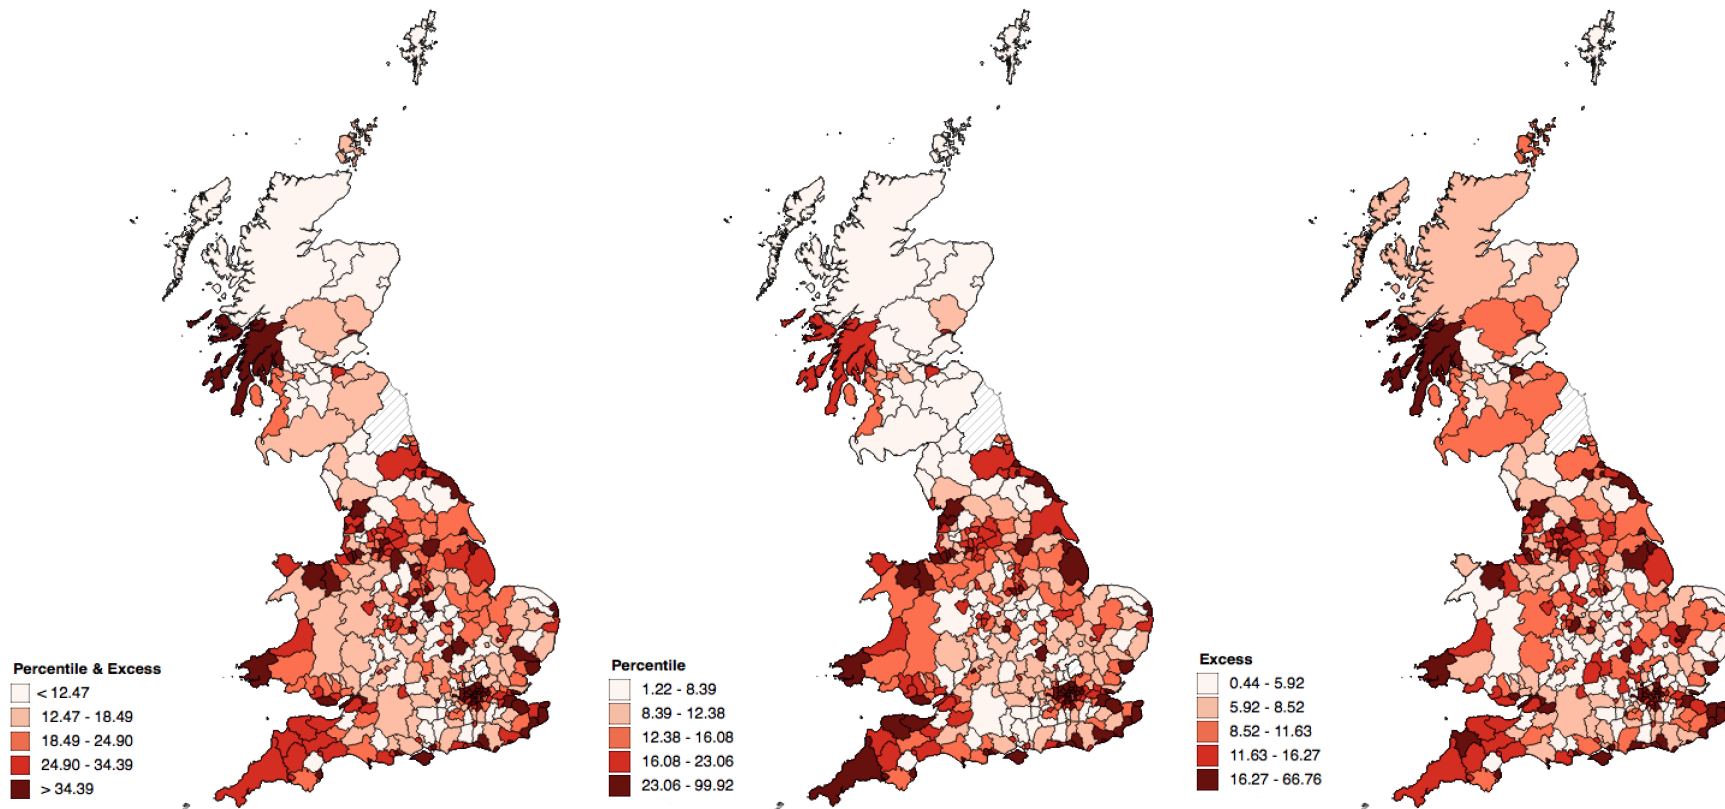 Percentile & Excess
< 12.47
12.47 - 18.49
18.49 - 24.90
24.90 - 34.39
> 34.39
Percentile
1.22 - 8.39
8.39 - 12.38
12.38 - 16.08
16.08 - 23.06
23.06 - 99.92
Excess
0.44 - 5.92
5.92 - 8.52
8.52 - 11.63
11.63 - 16.27
16.27 - 66.76